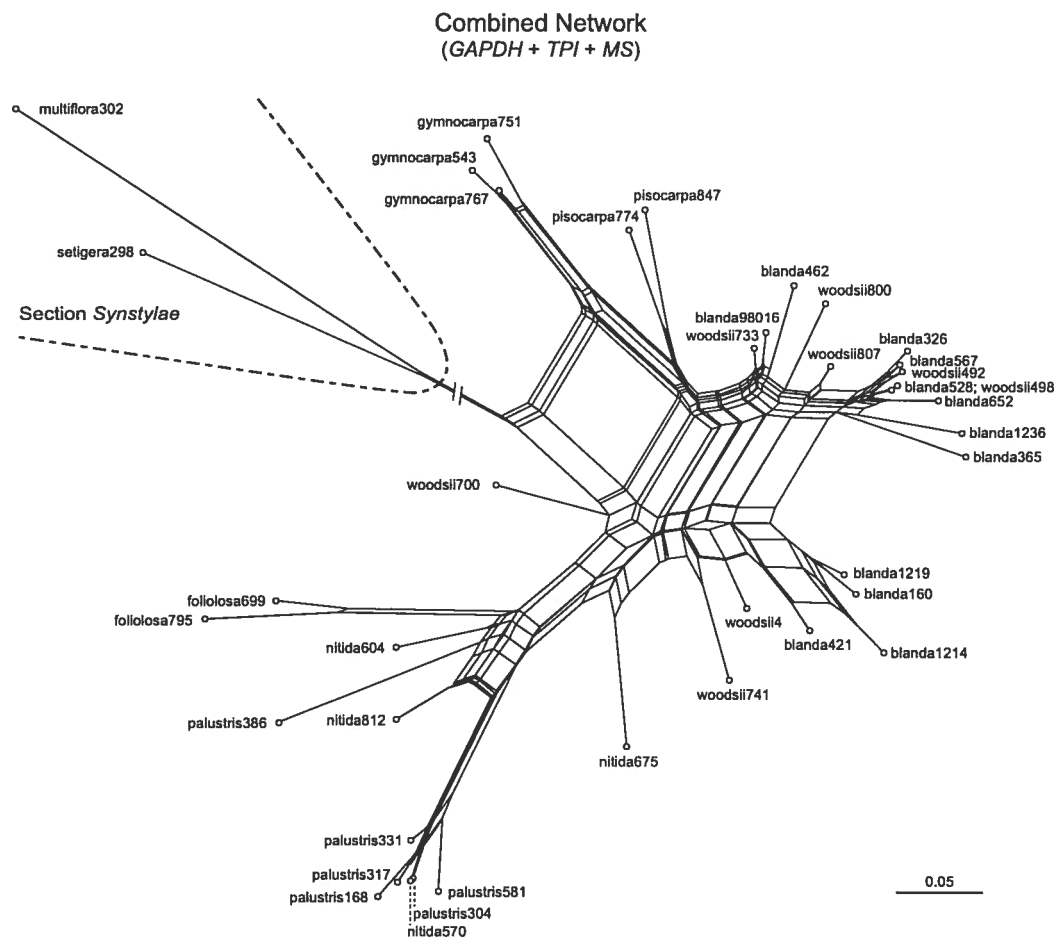 Combined Network
(GAPDH + TPI + MS)
multiflora302
gymnocarpa751
gymnocarpa543
gymnocarpa767
pisocarpa847
pisocarpa774
setigera298
Section Synstylae
blanda462
woodsii800
blanda98016
woodsii733
blanda326
woodsii807
blanda567
woodsii492
blanda528; woodsii498
blanda652
blanda1236
blanda365
woodsii700
blanda1219
blanda160
foliolosa699
foliolosa795
woodsii4
nitida604
blanda421
blanda1214
woodsii741
palustris386
nitida812
nitida675
palustris331
palustris317
palustris168
palustris581
palustris304
nitida570
0.05